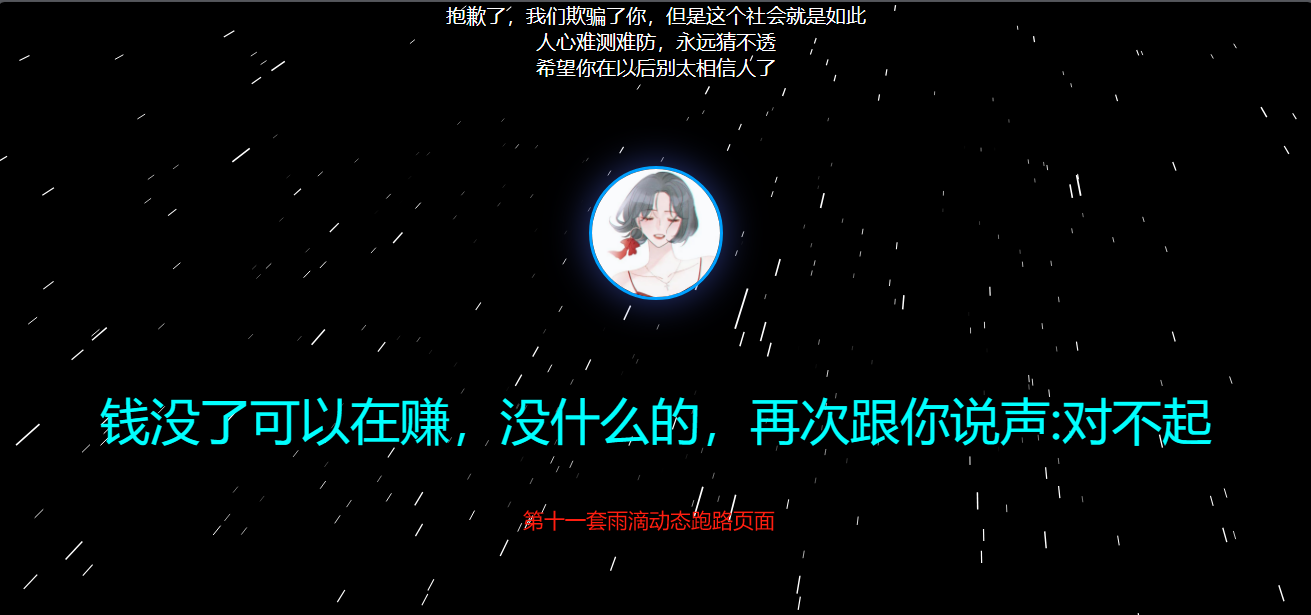 抱歉了，我们欺骗了你，但是这个社会就是如此
人心难测难防，永远猜不透
希望你在以后别太相信人了
钱没了可以在赚，没什么的，再次跟你说声:对不起
第十一套雨滴动态跑路页面